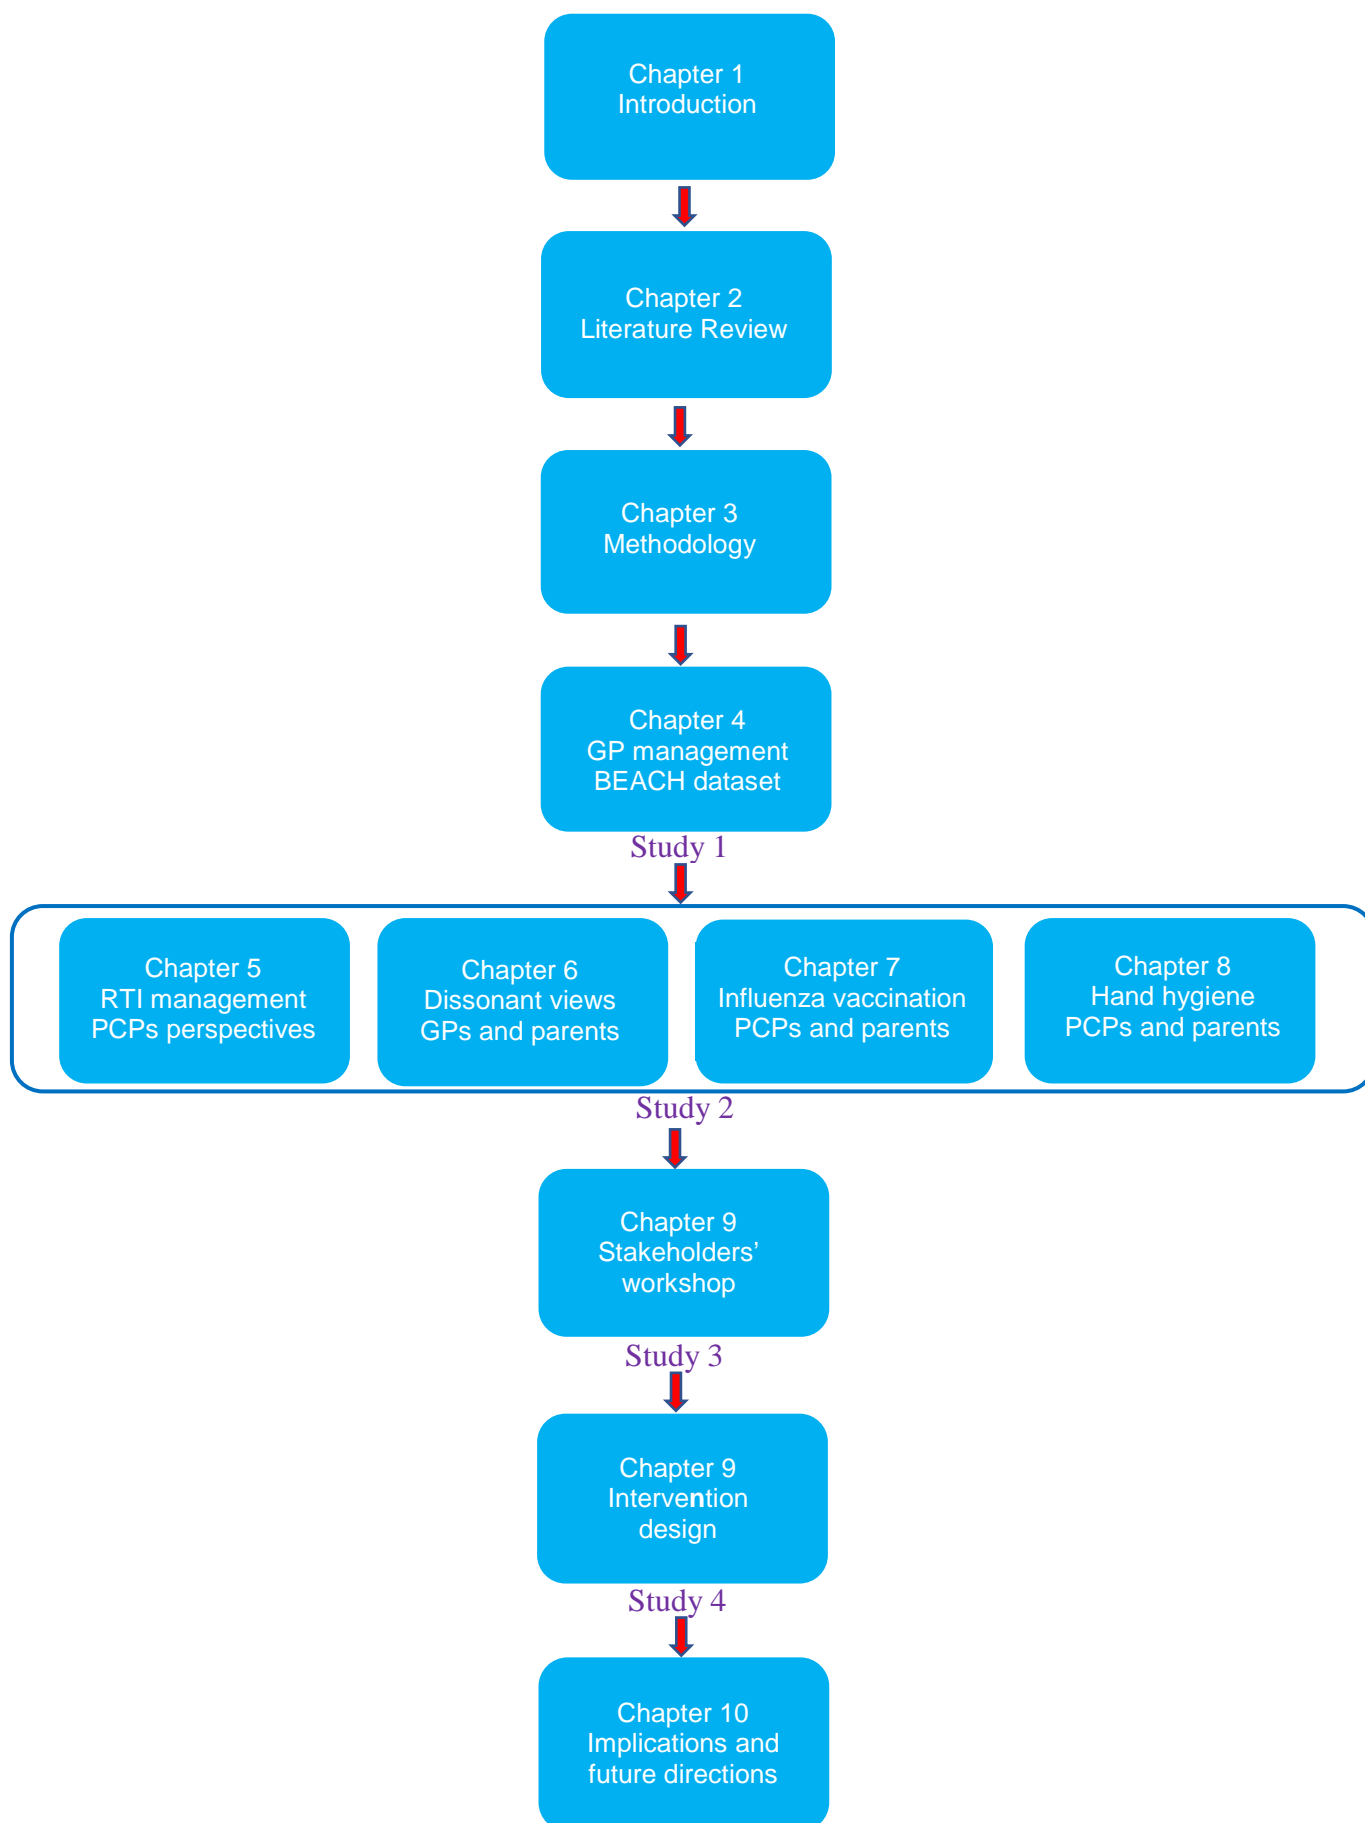 Chapter 1
Introduction
Chapter 2
Literature Review
Chapter 3
Methodology
Chapter 4
GP management
BEACH dataset
Study 1
Chapter 5
RTI management
PCPs perspectives
Chapter 6
Dissonant views
GPs and parents
Chapter 7
Influenza vaccination
PCPs and parents
Chapter 8
Hand hygiene
PCPs and parents
Study 2
Chapter 9
Stakeholders’
workshop
Study 3
Chapter 9
Intervention
design
Study 4
Chapter 10
Implications and
future directions